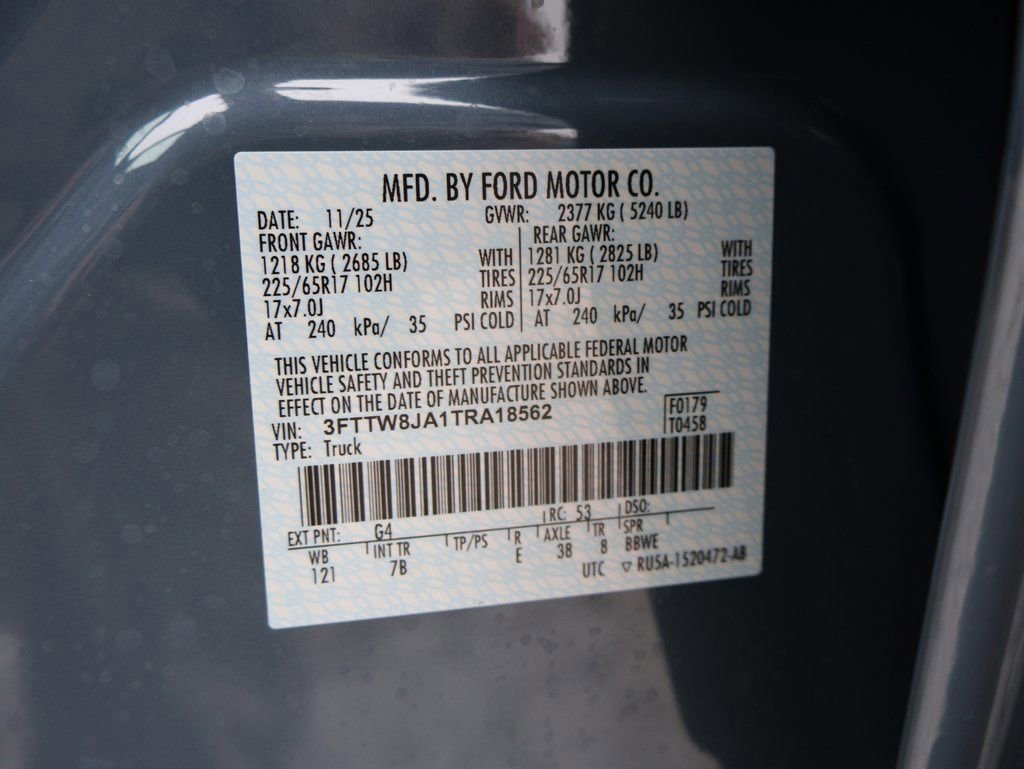 MFD. BY FORD MOTOR CO.
DATE: 11/25 GVWR: 2377 KG ( 5240 LB)
FRONT GAWR: REAR GAWR:
1218 KG ( 2685 LB) WITH 1281 KG ( 2825 LB) WITH
225/65R17 102H TIRES 225/65R17 102H TIRES
17x7.0J RIMS 17x7.0J RIMS
AT 240 kPa/ 35 PSI COLD AT 240 kPa/ 35 PSI COLD
THIS VEHICLE CONFORMS TO ALL APPLICABLE FEDERAL MOTOR
VEHICLE SAFETY AND THEFT PREVENTION STANDARDS IN
EFFECT ON THE DATE OF MANUFACTURE SHOWN ABOVE.
VIN: 3FTTW8JA1TRA18562 F0179
TYPE: Truck T0458
EXT PNT: G4 RC: 53 DSO:
WB INT TR TP/PS R AXLE TR SPR
121 7B E 38 8 BBWE
UTC ▽ RU5A-1520472-AB